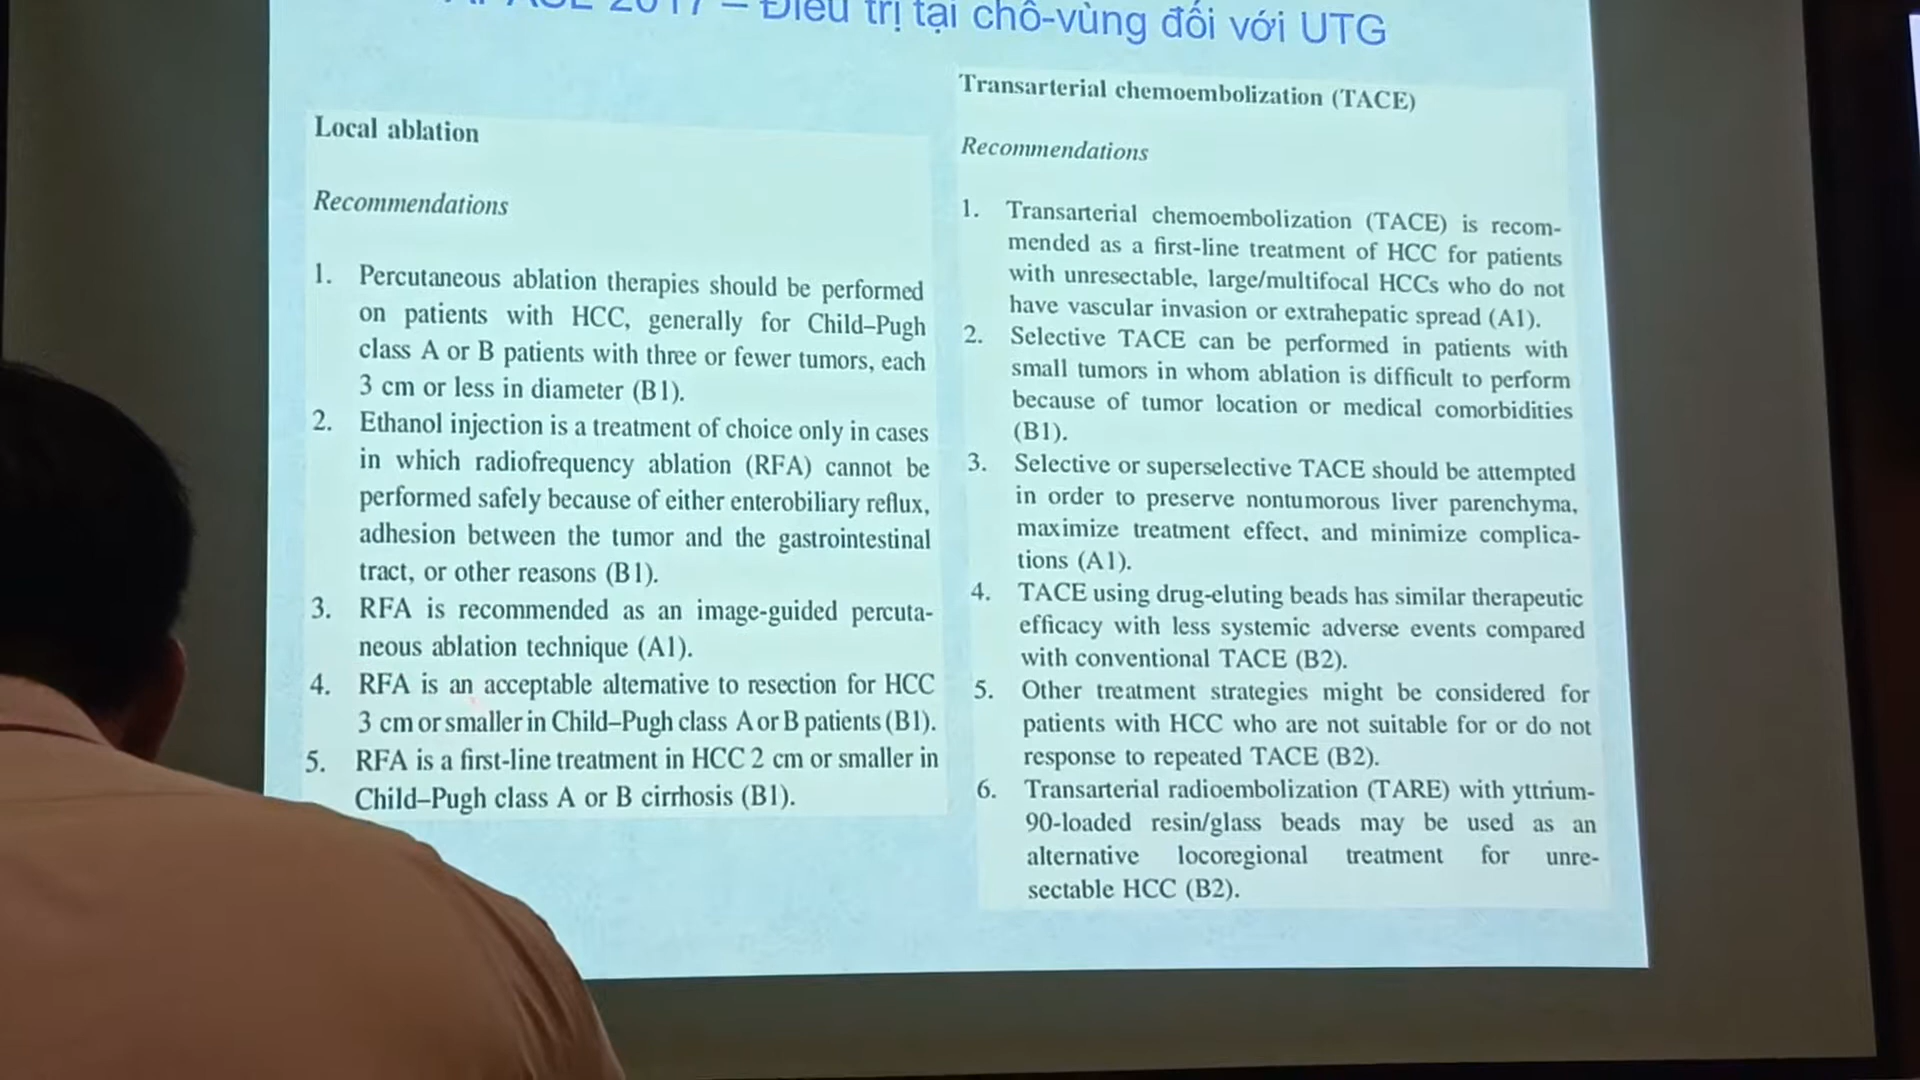 2017 – Điều trị tại chỗ-vùng đối với UTG
Local ablation
Recommendations
1. Percutaneous ablation therapies should be performed
on patients with HCC, generally for Child–Pugh
class A or B patients with three or fewer tumors, each
3 cm or less in diameter (B1).
2. Ethanol injection is a treatment of choice only in cases
in which radiofrequency ablation (RFA) cannot be
performed safely because of either enterobiliary reflux,
adhesion between the tumor and the gastrointestinal
tract, or other reasons (B1).
3. RFA is recommended as an image-guided percuta-
neous ablation technique (A1).
4. RFA is an acceptable alternative to resection for HCC
3 cm or smaller in Child–Pugh class A or B patients (B1).
5. RFA is a first-line treatment in HCC 2 cm or smaller in
Child–Pugh class A or B cirrhosis (B1).
Transarterial chemoembolization (TACE)
Recommendations
1. Transarterial chemoembolization (TACE) is recom-
mended as a first-line treatment of HCC for patients
with unresectable, large/multifocal HCCs who do not
have vascular invasion or extrahepatic spread (A1).
2. Selective TACE can be performed in patients with
small tumors in whom ablation is difficult to perform
because of tumor location or medical comorbidities
(B1).
3. Selective or superselective TACE should be attempted
in order to preserve nontumorous liver parenchyma,
maximize treatment effect, and minimize complica-
tions (A1).
4. TACE using drug-eluting beads has similar therapeutic
efficacy with less systemic adverse events compared
with conventional TACE (B2).
5. Other treatment strategies might be considered for
patients with HCC who are not suitable for or do not
response to repeated TACE (B2).
6. Transarterial radioembolization (TARE) with yttrium-
90-loaded resin/glass beads may be used as an
alternative locoregional treatment for unre-
sectable HCC (B2).